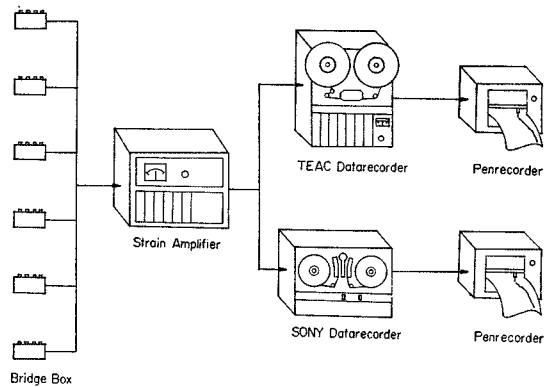 TEAC Datarecorder
Penrecorder
Strain Amplifier
SONY Datarecorder
Penrecorder
Bridge Box